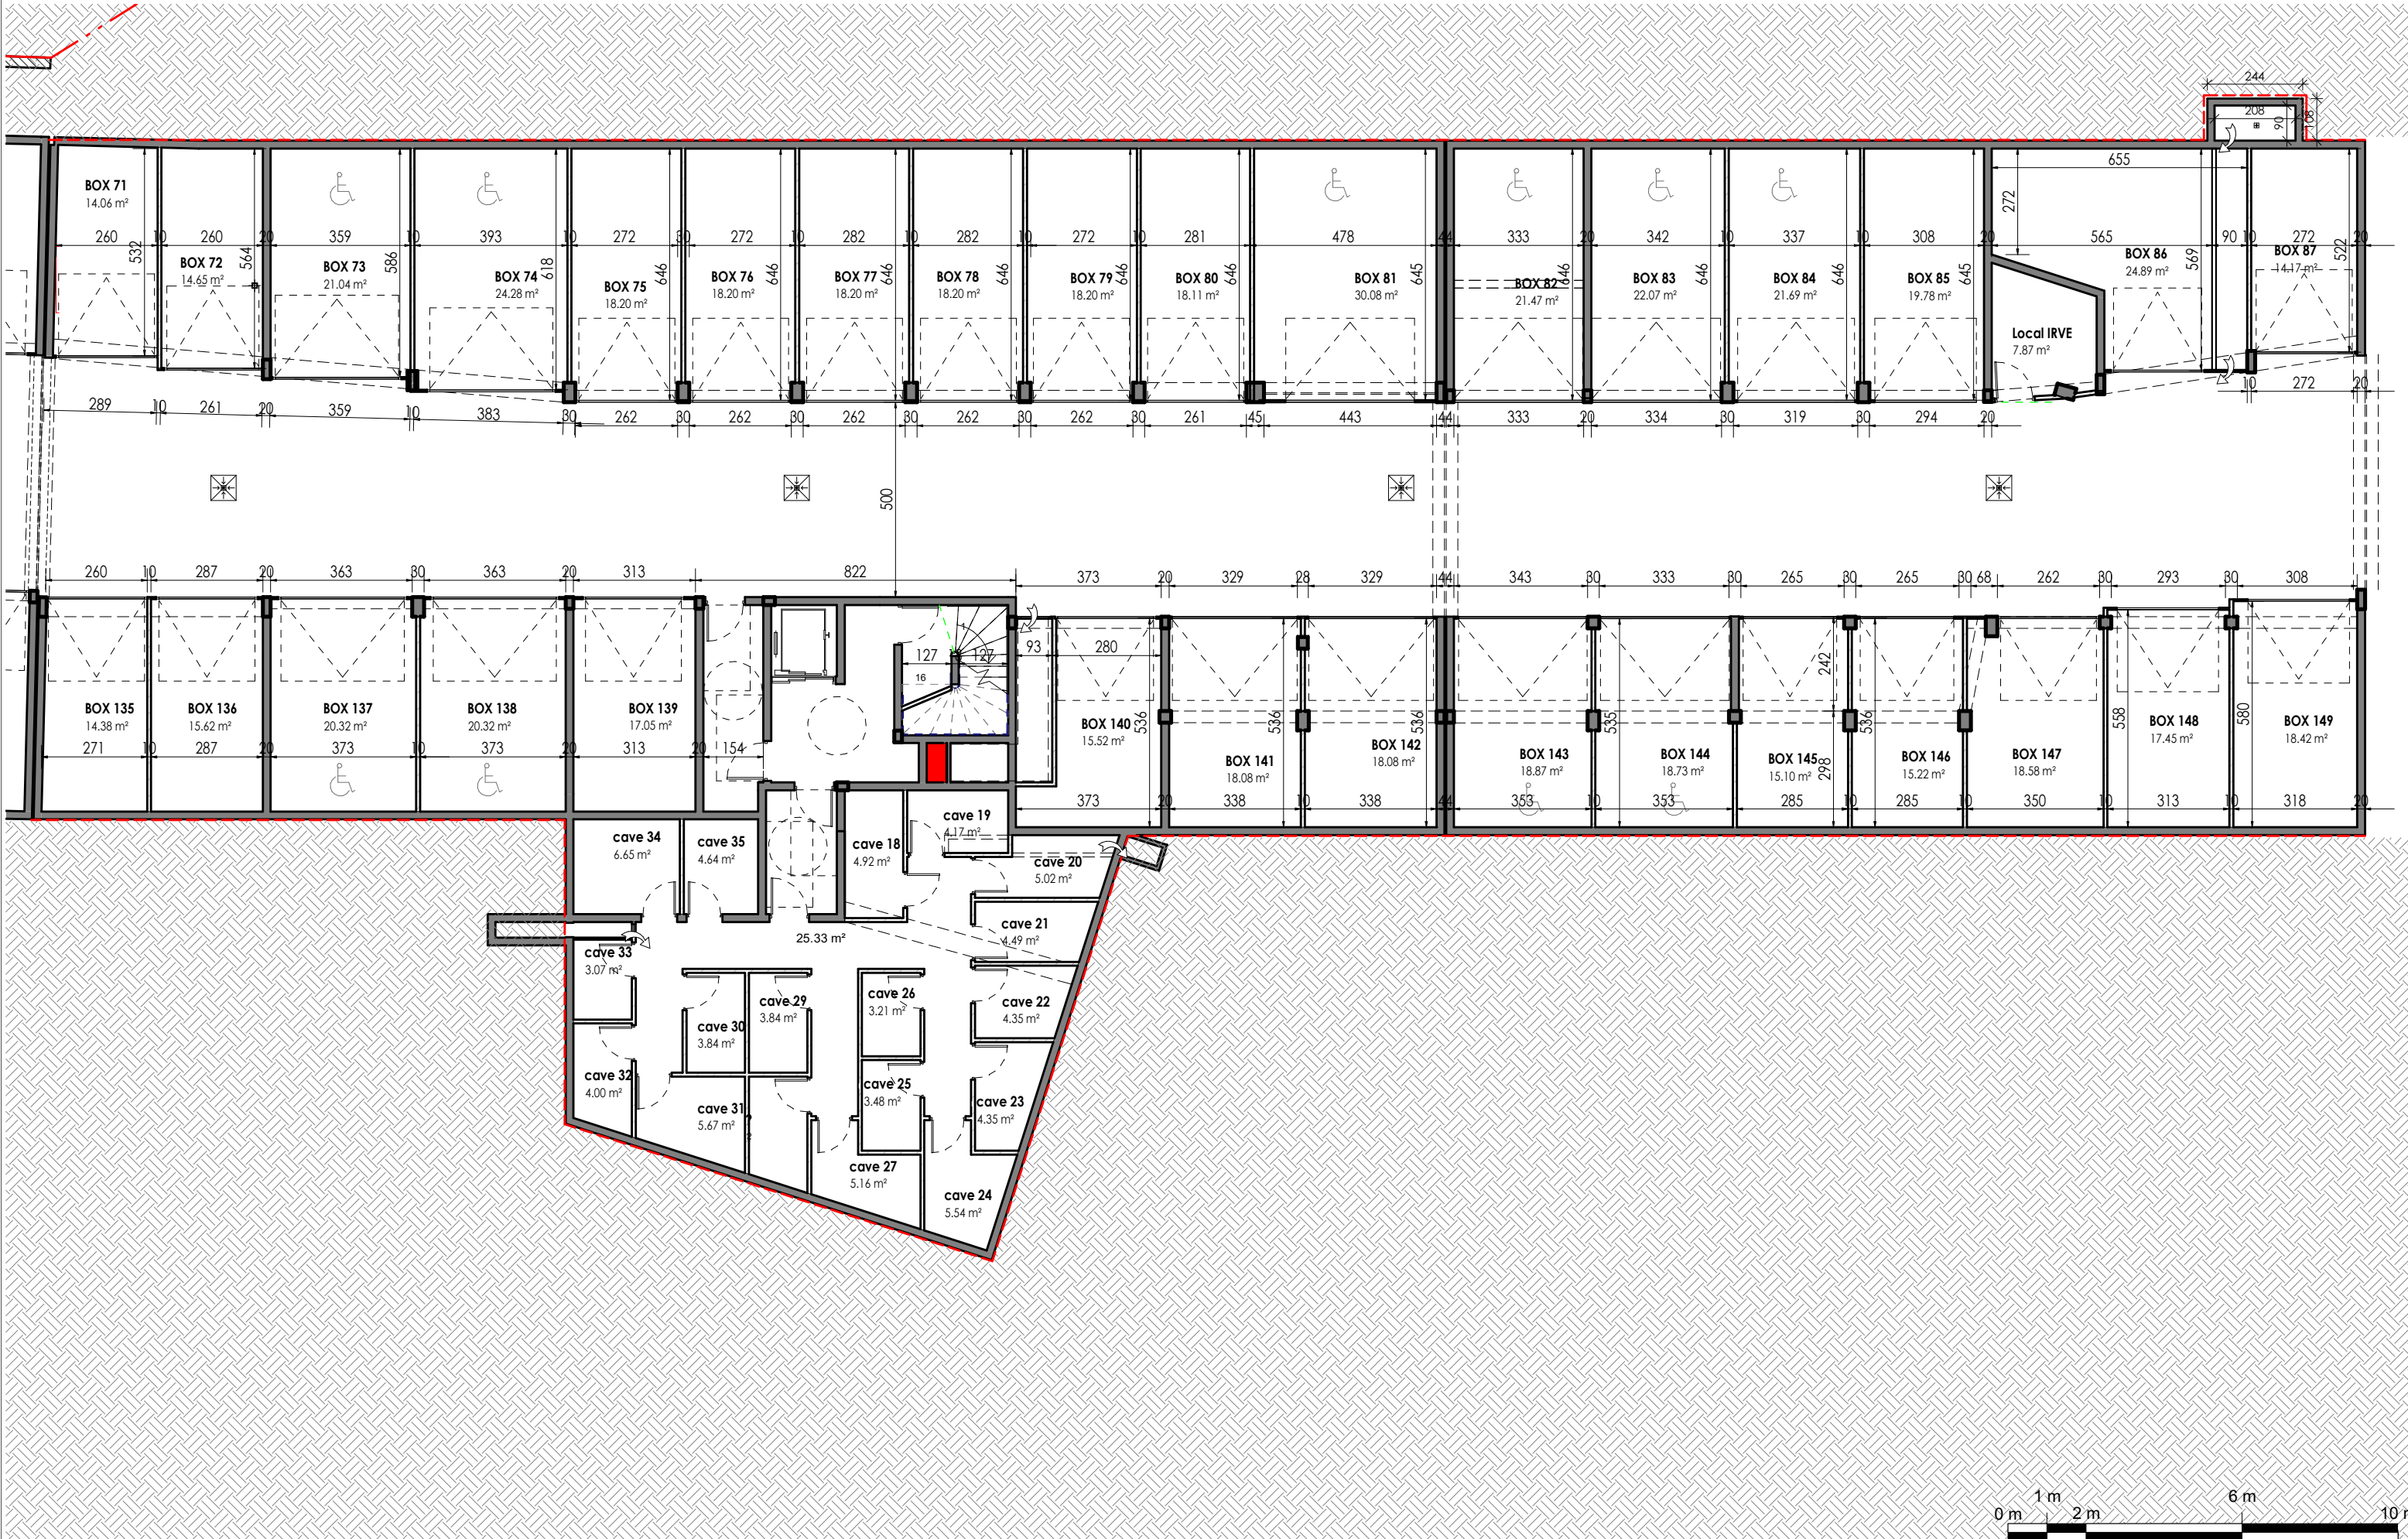 244
208
90
108
655
BOX 71
14.06 m²
BOX 72
14.65 m²
BOX 73
21.04 m²
BOX 74
24.28 m²
BOX 75
18.20 m²
BOX 76
18.20 m²
BOX 77
18.20 m²
BOX 78
18.20 m²
BOX 79
18.20 m²
BOX 80
18.11 m²
BOX 81
30.08 m²
BOX 82
21.47 m²
BOX 83
22.07 m²
BOX 84
21.69 m²
BOX 85
19.78 m²
BOX 86
24.89 m²
BOX 87
14.17 m²
Local IRVE
7.87 m²
260 10 260 20 359 10 393 10 272 30 272 10 282 10 282 10 272 10 281 478 44 333 20 342 10 337 10 308 20 565 90 10 272 20
532 564 586 618 646 646 646 646 646 646 645 646 646 646 645 272 569 522
289 10 261 20 359 10 383 30 262 30 262 30 262 30 262 30 262 30 261 45 443 44 333 20 334 30 319 30 294 20 10 272 20
500
260 10 287 20 363 30 363 20 313 822 373 20 329 28 329 44 343 30 333 30 265 30 265 30 68 262 30 293 30 308
127 127
16
93 280
242
298
536 536 536 535 536 558 580
BOX 135
14.38 m²
BOX 136
15.62 m²
BOX 137
20.32 m²
BOX 138
20.32 m²
BOX 139
17.05 m²
BOX 140
15.52 m²
BOX 141
18.08 m²
BOX 142
18.08 m²
BOX 143
18.87 m²
BOX 144
18.73 m²
BOX 145
15.10 m²
BOX 146
15.22 m²
BOX 147
18.58 m²
BOX 148
17.45 m²
BOX 149
18.42 m²
271 10 287 20 373 10 373 20 313 20 154
373 20 338 10 338 44 353 10 353 285 10 285 10 350 10 313 10 318 20
cave 34
6.65 m²
cave 35
4.64 m²
cave 18
4.92 m²
cave 19
4.17 m²
cave 20
5.02 m²
cave 21
4.49 m²
25.33 m²
cave 33
3.07 m²
cave 29
3.84 m²
cave 26
3.21 m²
cave 22
4.35 m²
cave 30
3.84 m²
cave 32
4.00 m²
cave 31
5.67 m²
cave 25
3.48 m²
cave 23
4.35 m²
cave 27
5.16 m²
cave 24
5.54 m²
0 m 1 m 2 m 6 m 10